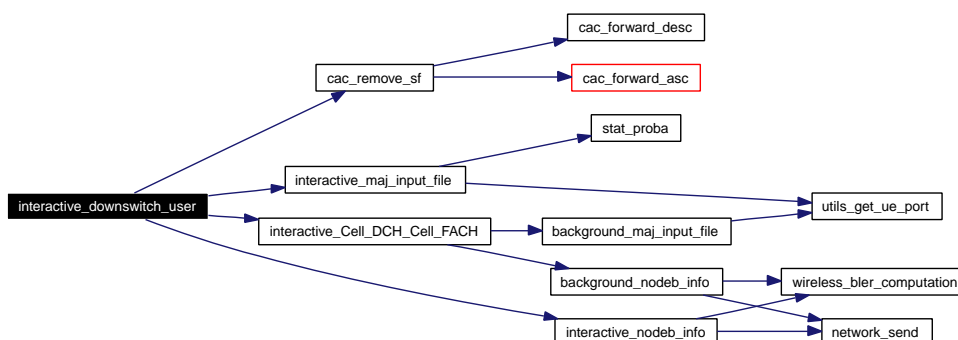 cac_forward_desc
cac_remove_sf
cac_forward_asc
stat_proba
interactive_maj_input_file
interactive_downswitch_user
utils_get_ue_port
interactive_Cell_DCH_Cell_FACH
background_maj_input_file
background_nodeb_info
wireless_bler_computation
interactive_nodeb_info
network_send